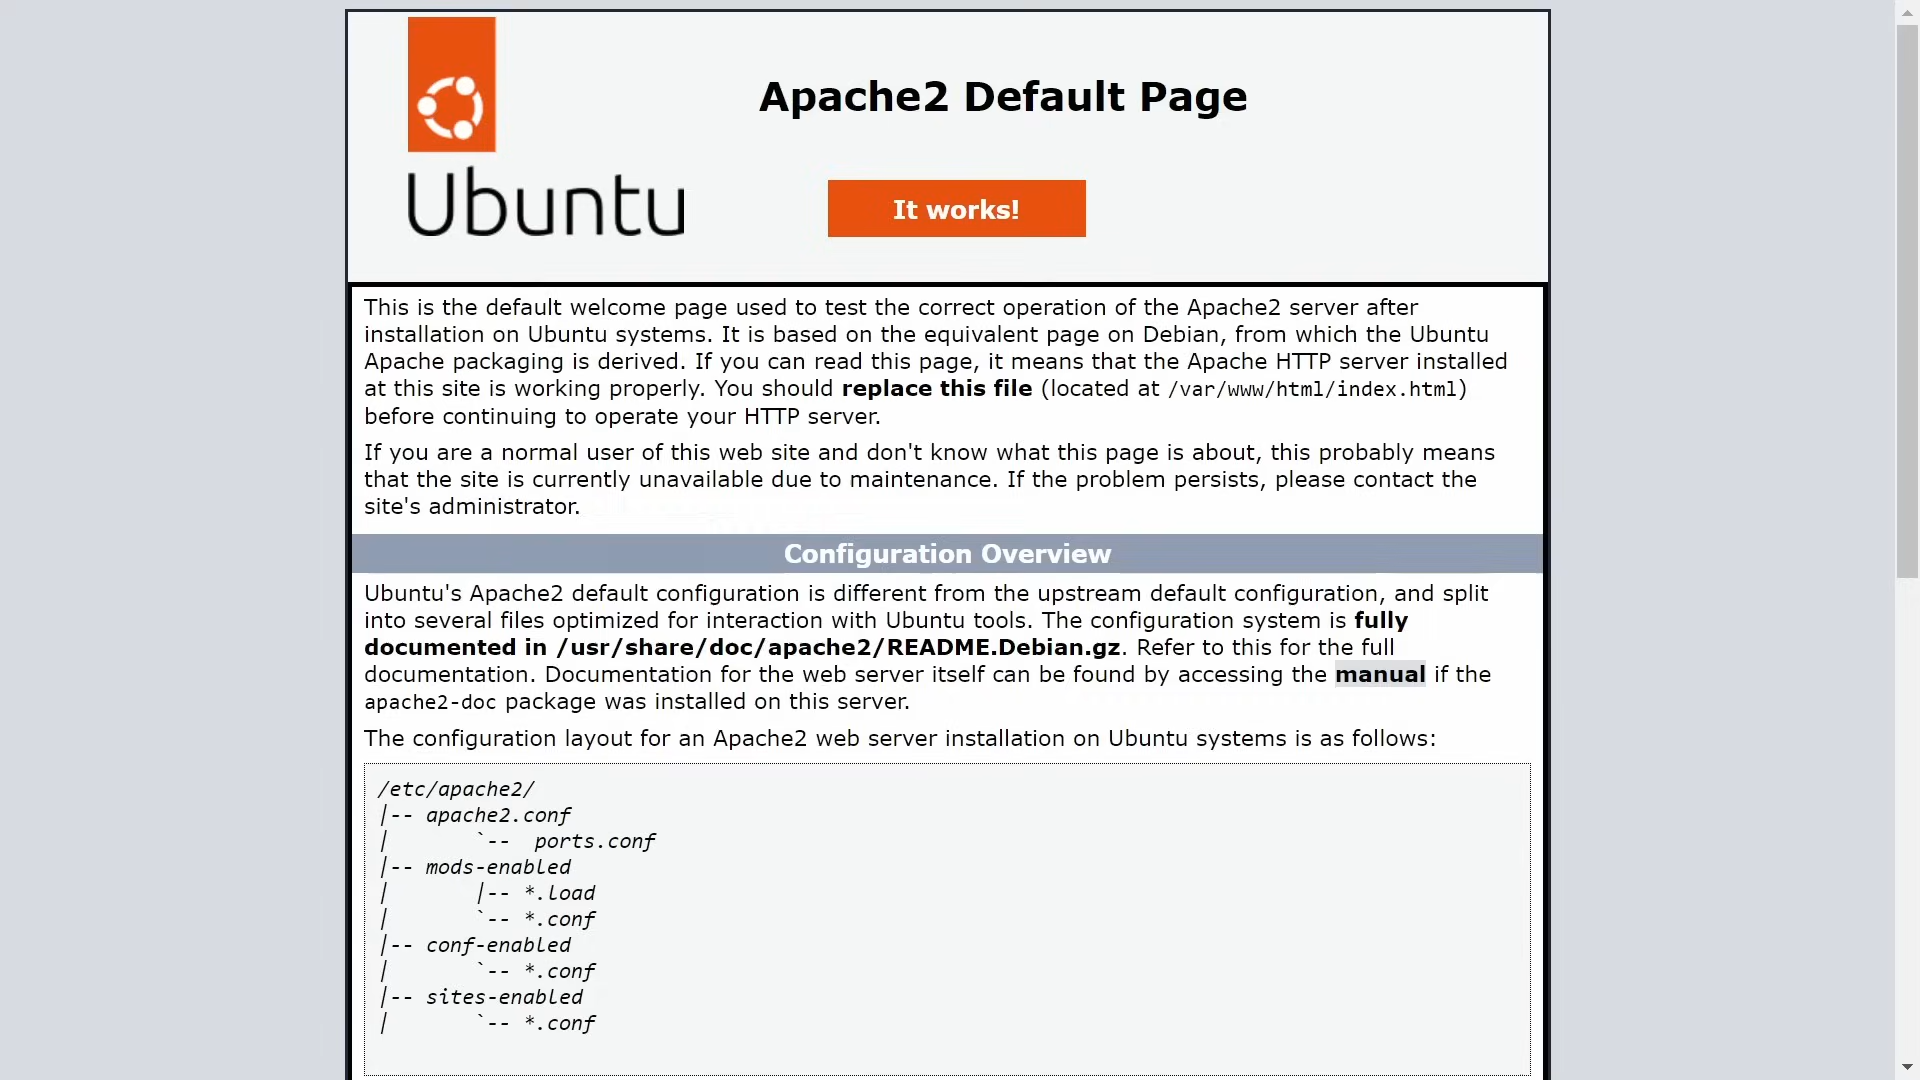 Apache2 Default Page
Ubuntu
It works!
This is the default welcome page used to test the correct operation of the Apache2 server after
installation on Ubuntu systems. It is based on the equivalent page on Debian, from which the Ubuntu
Apache packaging is derived. If you can read this page, it means that the Apache HTTP server installed
at this site is working properly. You should replace this file (located at /var/www/html/index.html)
before continuing to operate your HTTP server.
If you are a normal user of this web site and don't know what this page is about, this probably means
that the site is currently unavailable due to maintenance. If the problem persists, please contact the
site's administrator.
Configuration Overview
Ubuntu's Apache2 default configuration is different from the upstream default configuration, and split
into several files optimized for interaction with Ubuntu tools. The configuration system is fully
documented in /usr/share/doc/apache2/README.Debian.gz. Refer to this for the full
documentation. Documentation for the web server itself can be found by accessing the manual if the
apache2-doc package was installed on this server.
The configuration layout for an Apache2 web server installation on Ubuntu systems is as follows:
/etc/apache2/
|-- apache2.conf
|       `--  ports.conf
|-- mods-enabled
|       |-- *.load
|       `-- *.conf
|-- conf-enabled
|       `-- *.conf
|-- sites-enabled
|       `-- *.conf